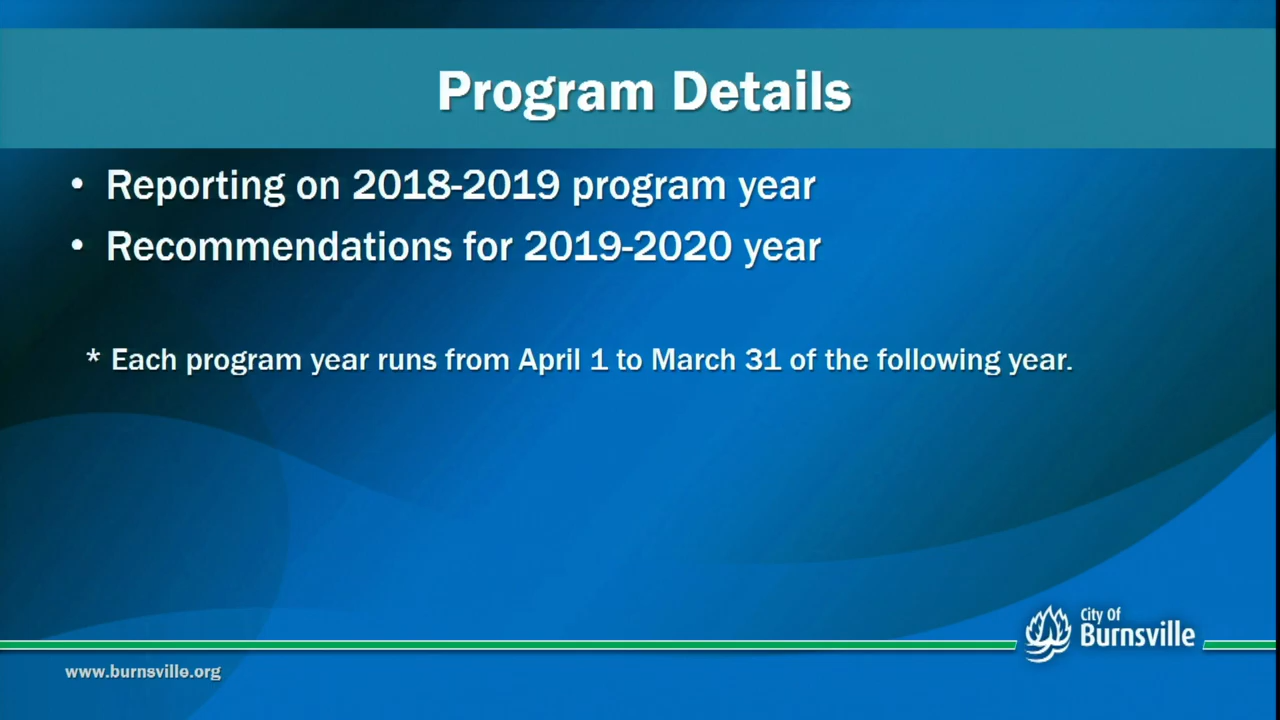 Program Details
• Reporting on 2018-2019 program year
• Recommendations for 2019-2020 year
* Each program year runs from April 1 to March 31 of the following year.
City Of
Burnsville
www.burnsville.org